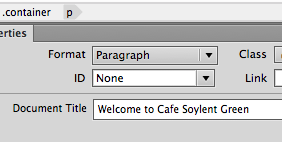 .container p
erties
Format Paragraph Class
ID None Link
Document Title Welcome to Cafe Soylent Green